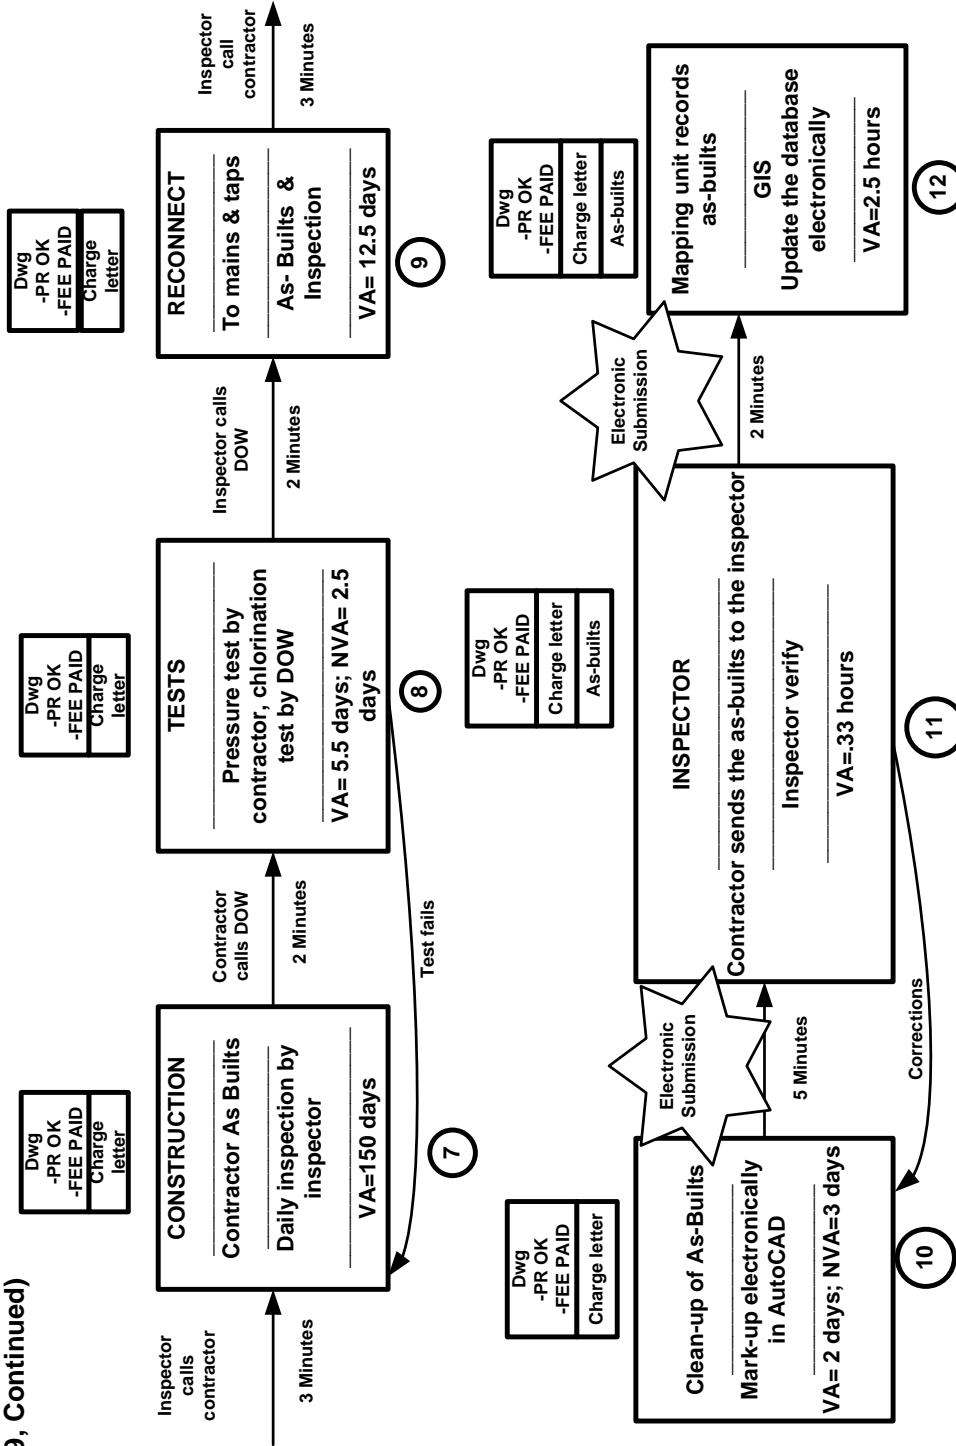 9, Continued)
Inspector
calls
contractor
3 Minutes
Dwg
-PR OK
-FEE PAID
Charge
letter
CONSTRUCTION
Contractor As Builts
Daily inspection by
inspector
VA=150 days
7
Contractor
calls DOW
2 Minutes
Test fails
Dwg
-PR OK
-FEE PAID
Charge
letter
TESTS
Pressure test by
contractor, chlorination
test by DOW
VA= 5.5 days; NVA= 2.5
days
8
Inspector calls
DOW
2 Minutes
Dwg
-PR OK
-FEE PAID
Charge
letter
RECONNECT
To mains & taps
As- Builts &
Inspection
VA= 12.5 days
9
Inspector
call
contractor
3 Minutes
Dwg
-PR OK
-FEE PAID
Charge letter
Clean-up of As-Builts
Mark-up electronically
in AutoCAD
VA= 2 days; NVA=3 days
10
Electronic
Submission
5 Minutes
Corrections
Dwg
-PR OK
-FEE PAID
Charge letter
As-builts
INSPECTOR
Contractor sends the as-builts to the inspector
Inspector verify
VA=.33 hours
11
Electronic
Submission
2 Minutes
Dwg
-PR OK
-FEE PAID
Charge letter
As-builts
Mapping unit records
as-builts
GIS
Update the database
electronically
VA=2.5 hours
12